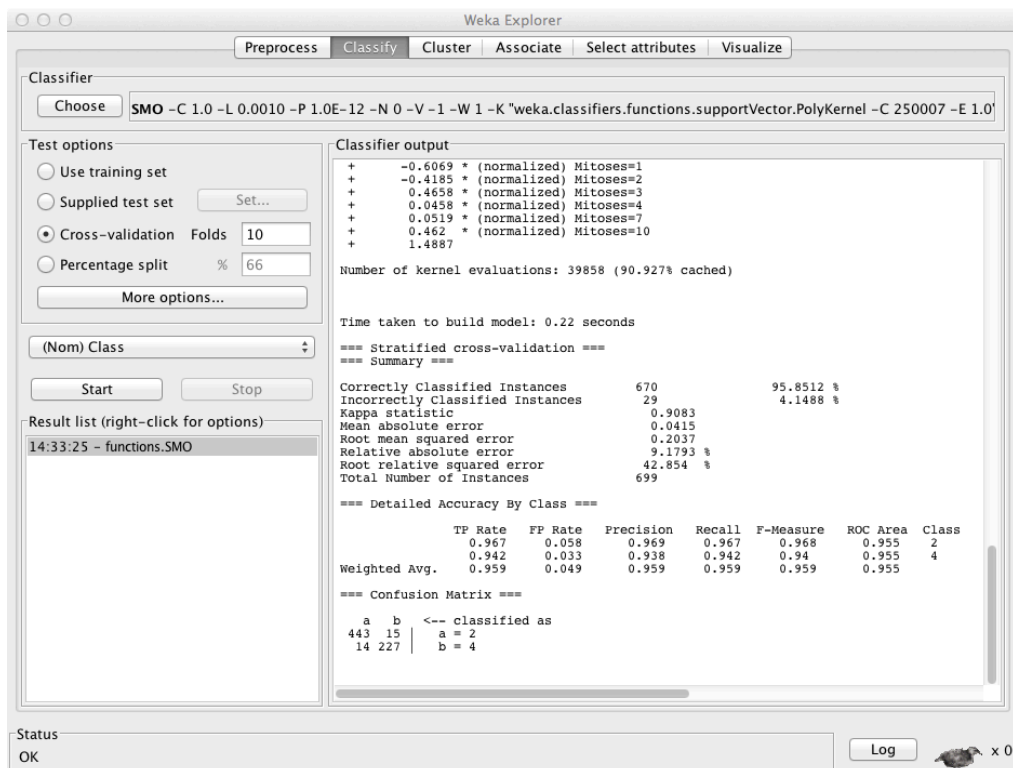 Weka Explorer
Preprocess Classify Cluster Associate Select attributes Visualize
Classifier
Choose SMO -C 1.0 -L 0.0010 -P 1.0E-12 -N 0 -V -1 -W 1 -K "weka.classifiers.functions.supportVector.PolyKernel -C 250007 -E 1.0"
Test options
Use training set
Supplied test set Set...
Cross-validation Folds 10
Percentage split % 66
More options...
(Nom) Class
Start Stop
Result list (right-click for options)
14:33:25 - functions.SMO
Classifier output
+ -0.6069 * (normalized) Mitoses=1
+ -0.4185 * (normalized) Mitoses=2
+ 0.4658 * (normalized) Mitoses=3
+ 0.0458 * (normalized) Mitoses=4
+ 0.0519 * (normalized) Mitoses=7
+ 0.462 * (normalized) Mitoses=10
+ 1.4887
Number of kernel evaluations: 39858 (90.927% cached)
Time taken to build model: 0.22 seconds
=== Stratified cross-validation ===
=== Summary ===
Correctly Classified Instances 670 95.8512 %
Incorrectly Classified Instances 29 4.1488 %
Kappa statistic 0.9083
Mean absolute error 0.0415
Root mean squared error 0.2037
Relative absolute error 9.1793 %
Root relative squared error 42.854 %
Total Number of Instances 699
=== Detailed Accuracy By Class ===
TP Rate FP Rate Precision Recall F-Measure ROC Area Class
0.967 0.058 0.969 0.967 0.968 0.955 2
0.942 0.033 0.938 0.942 0.94 0.955 4
Weighted Avg. 0.959 0.049 0.959 0.959 0.959 0.955
=== Confusion Matrix ===
a b <-- classified as
443 15 | a = 2
14 227 | b = 4
Status
OK
Log
x 0